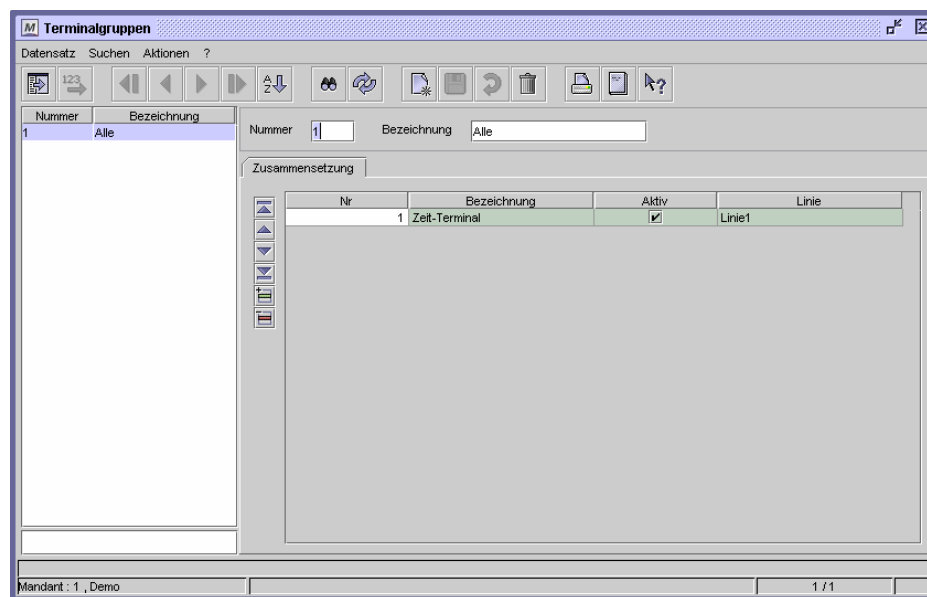 M Terminalgruppen
Datensatz Suchen Aktionen ?
123
A
Z
?
Nummer Bezeichnung
1 Alle
Nummer 1 Bezeichnung Alle
Zusammensetzung
Nr Bezeichnung Aktiv Linie
1 Zeit-Terminal Linie1
Mandant : 1 , Demo 1 / 1